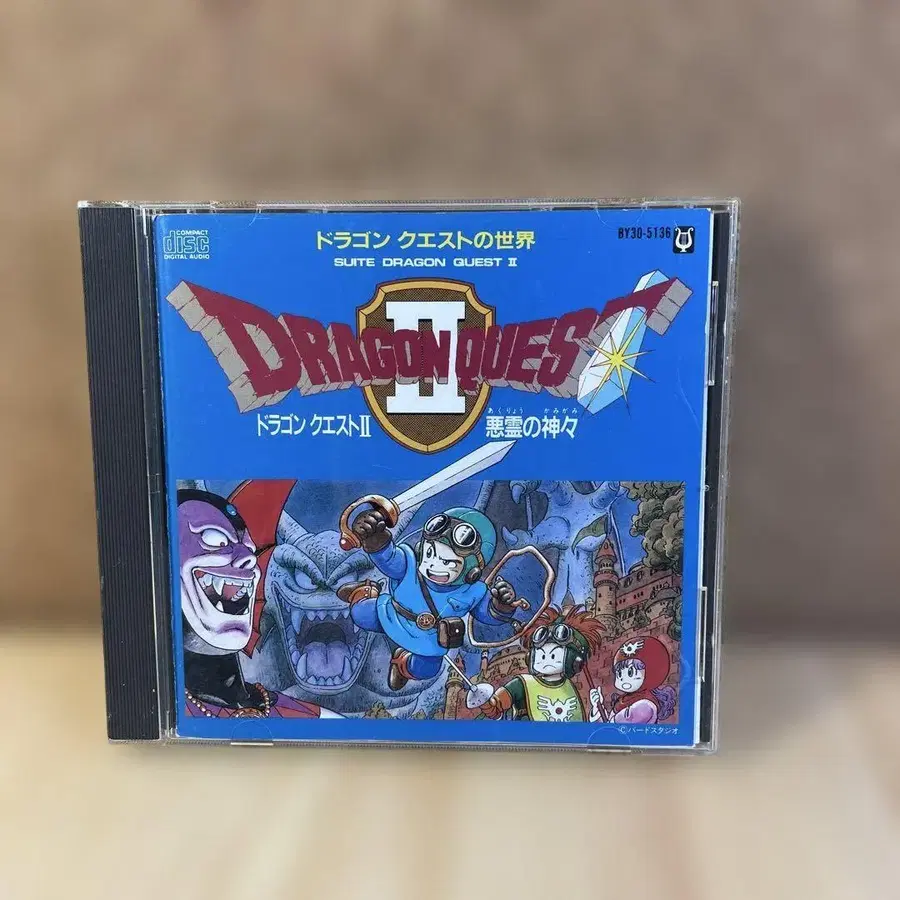 COMPACT
disc
DIGITAL AUDIO
ドラゴン クエストの世界
SUITE DRAGON QUEST II
BY30-5136
DRAGON QUEST
II
ドラゴン クエストII
あくりょう かみがみ
悪霊の神々
©バードスタジオ